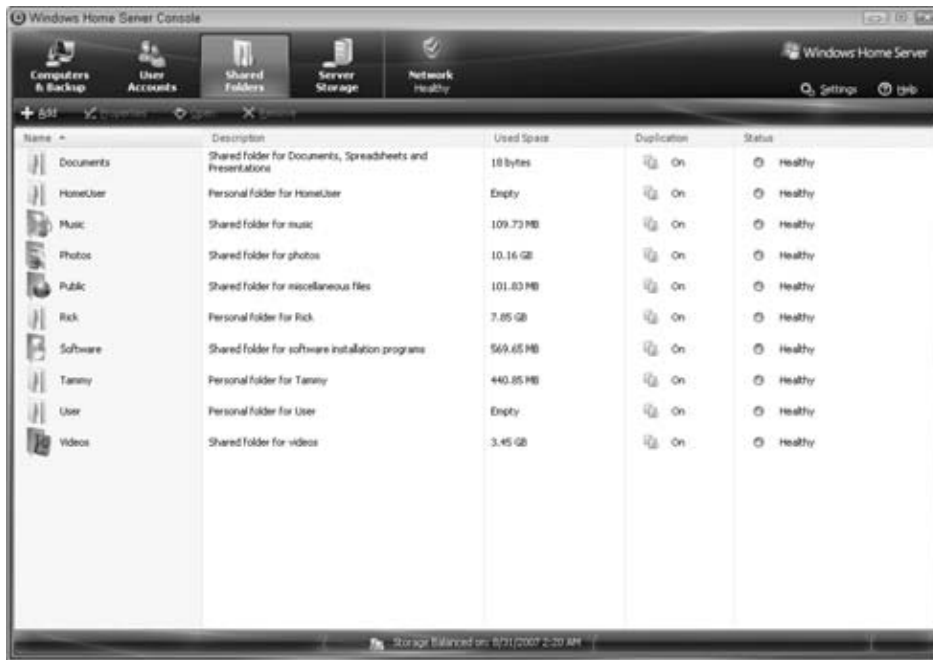 Windows Home Server Console
Computers & Backup
User Accounts
Shared Folders
Server Storage
Network Healthy
Windows Home Server
Settings Help
Add Properties Open Remove
Name Description Used Space Duplication Status
Documents Shared folder for Documents, Spreadsheets and Presentations 18 bytes On Healthy
HomeUser Personal folder for HomeUser Empty On Healthy
Music Shared folder for music 109.73 MB On Healthy
Photos Shared folder for photos 10.16 GB On Healthy
Public Shared folder for miscellaneous files 101.83 MB On Healthy
Rick Personal folder for Rick 7.85 GB On Healthy
Software Shared folder for software installation programs 569.65 MB On Healthy
Tammy Personal folder for Tammy 440.85 MB On Healthy
User Personal folder for User Empty On Healthy
Videos Shared folder for videos 3.45 GB On Healthy
Storage Balanced on: 8/31/2007 2:20 AM